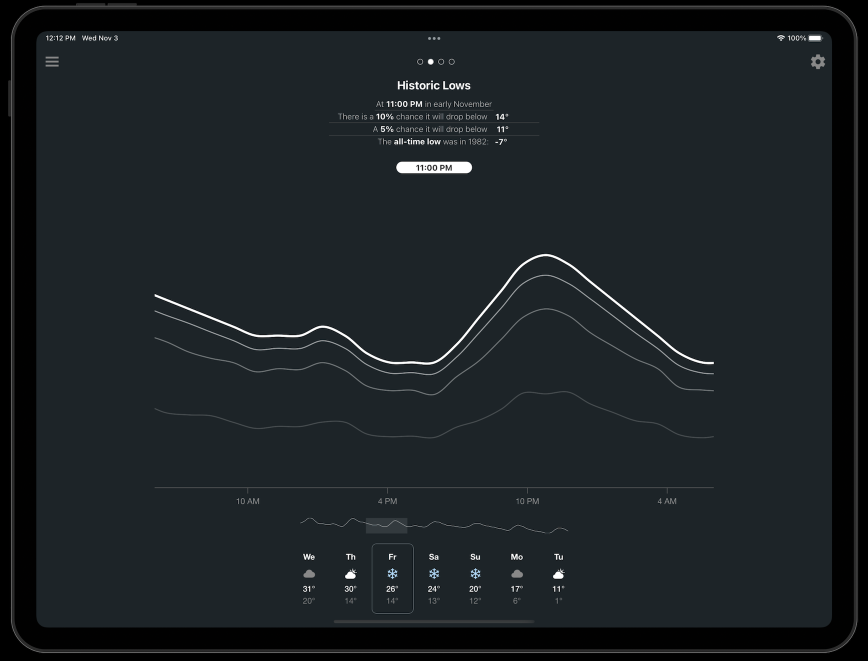 12:12 PM Wed Nov 3
100%
Historic Lows
At 11:00 PM in early November
There is a 10% chance it will drop below 14°
A 5% chance it will drop below 11°
The all-time low was in 1982: -7°
11:00 PM
10 AM 4 PM 10 PM 4 AM
We Th Fr Sa Su Mo Tu
31° 30° 26° 24° 20° 17° 11°
20° 14° 14° 13° 12° 6° 1°